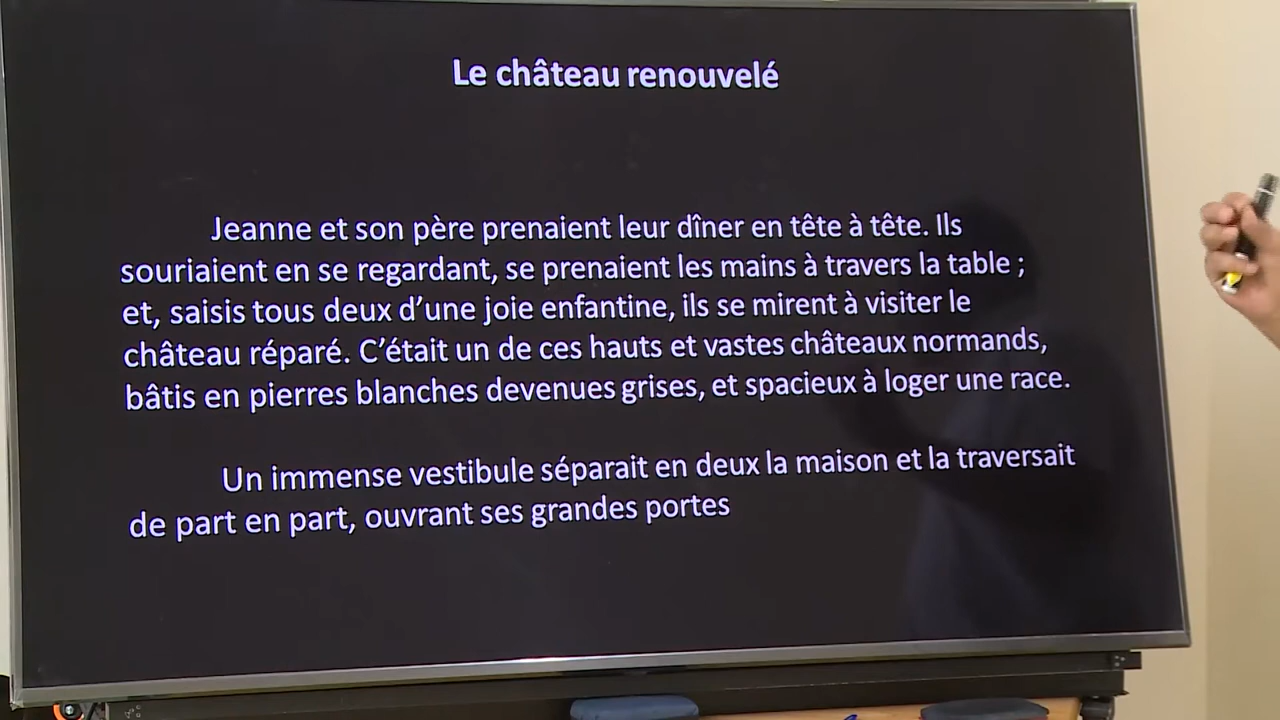 Le château renouvelé
Jeanne et son père prenaient leur dîner en tête à tête. Ils
souriaient en se regardant, se prenaient les mains à travers la table ;
et, saisis tous deux d’une joie enfantine, ils se mirent à visiter le
château réparé. C’était un de ces hauts et vastes châteaux normands,
bâtis en pierres blanches devenues grises, et spacieux à loger une race.
Un immense vestibule séparait en deux la maison et la traversait
de part en part, ouvrant ses grandes portes